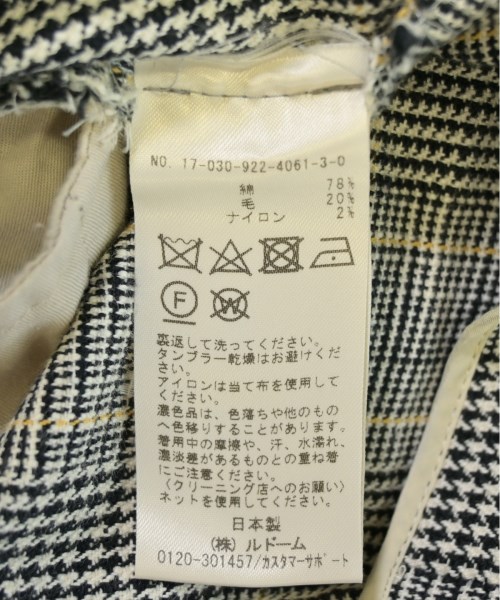 NO. 17-030-922-4061-3-0
綿 78%
毛 20%
ナイロン 2%
F
W
裏返して洗ってください。
タンブラー乾燥はお避けくだ
さい。
アイロンは当て布を使用して
ください。
濃色品は、色落ちや他のもの
へ色移りすることがあります。
着用中の摩擦や、汗、水濡れ、
濃淡差があるものとの重ね着
にご注意ください。
〈クリーニング店へのお願い〉
ネットを使用してください。
日本製
(株) ルドーム
0120-301457/カスタマーサポート